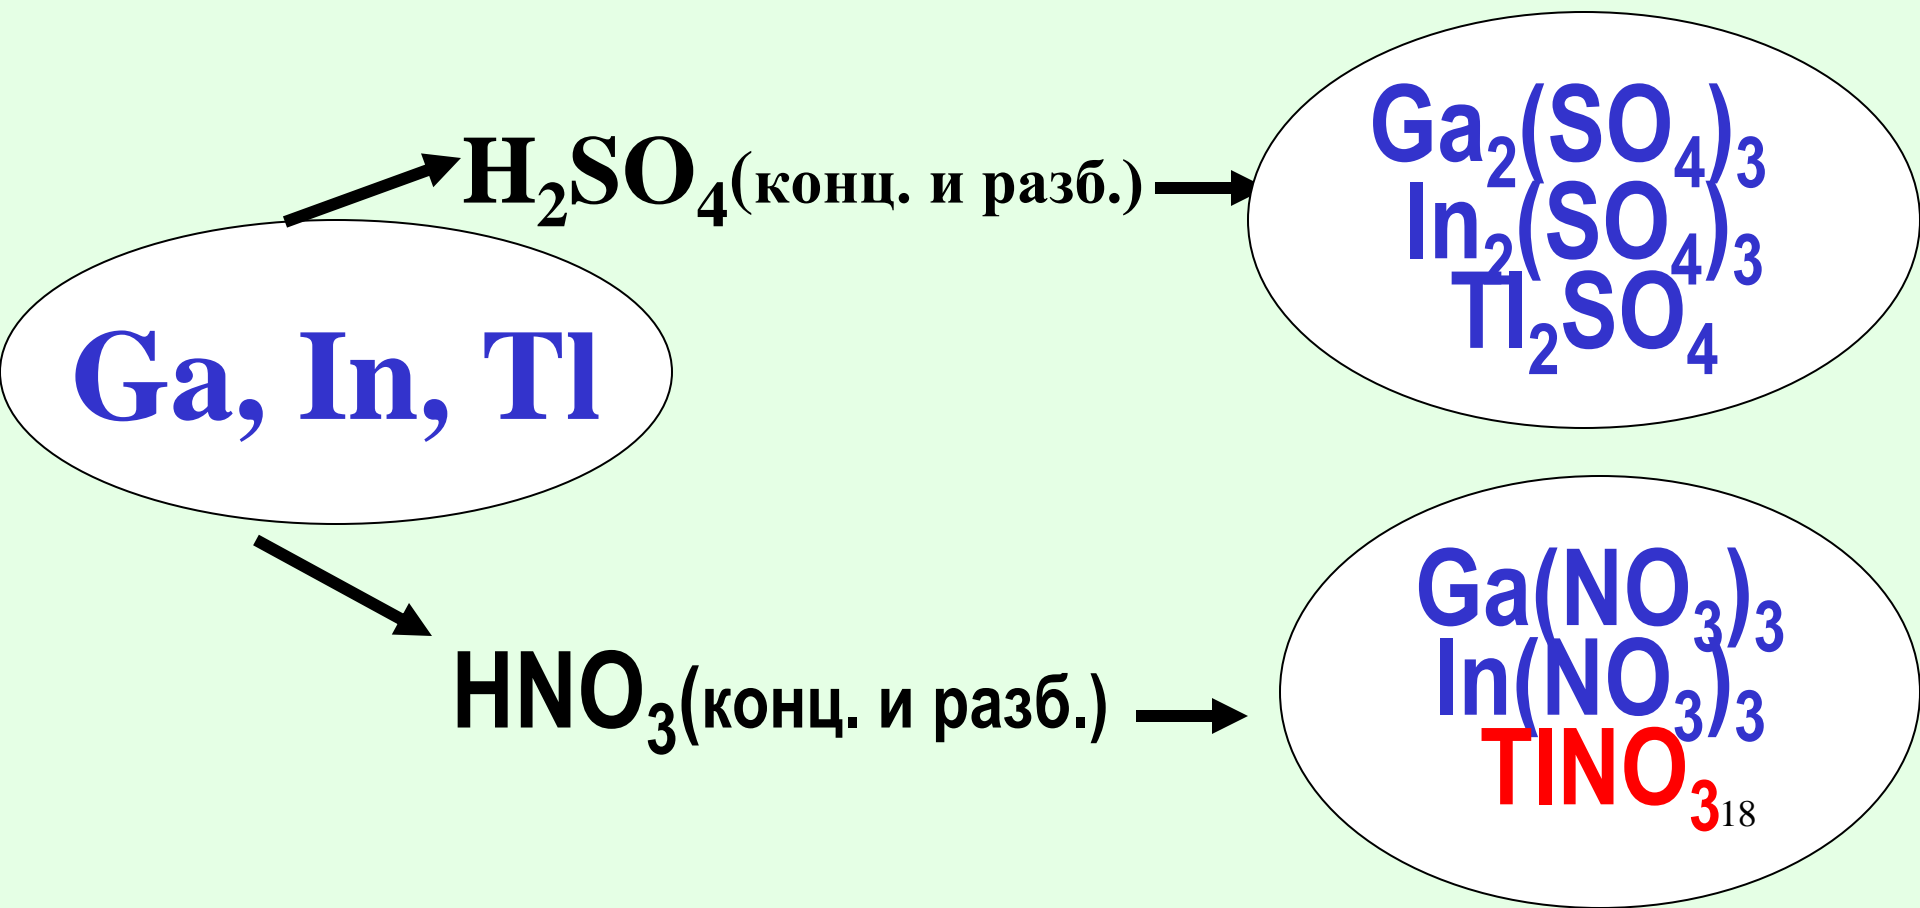 H₂SO₄(конц. и разб.)
Ga₂(SO₄)₃
In₂(SO₄)₃
Tl₂SO₄
Ga, In, Tl
HNO₃(конц. и разб.)
Ga(NO₃)₃
In(NO₃)₃
TlNO₃
18